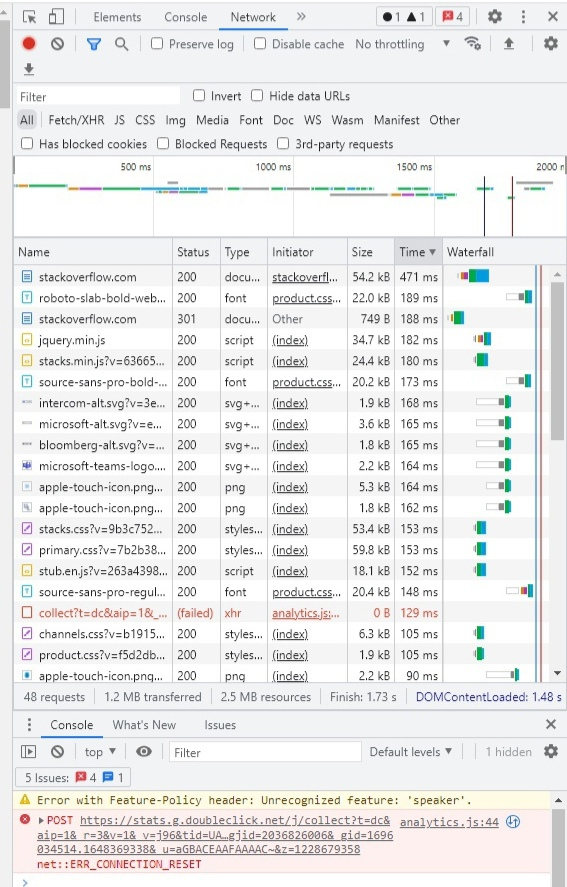 Elements Console Network » 1 1 4
Preserve log Disable cache No throttling
Filter Invert Hide data URLs
All Fetch/XHR JS CSS Img Media Font Doc WS Wasm Manifest Other
Has blocked cookies Blocked Requests 3rd-party requests
500 ms 1000 ms 1500 ms 2000 r
Name Status Type Initiator Size Time ▼ Waterfall
stackoverflow.com 200 docu... stackoverfl... 54.2 kB 471 ms
roboto-slab-bold-web... 200 font product.css... 22.0 kB 189 ms
stackoverflow.com 301 docu... Other 749 B 188 ms
jquery.min.js 200 script (index) 34.7 kB 182 ms
stacks.min.js?v=63665... 200 script (index) 24.4 kB 180 ms
source-sans-pro-bold-... 200 font product.css... 20.2 kB 173 ms
intercom-alt.svg?v=3e... 200 svg+... (index) 1.9 kB 168 ms
microsoft-alt.svg?v=e... 200 svg+... (index) 3.6 kB 165 ms
bloomberg-alt.svg?v=... 200 svg+... (index) 1.8 kB 165 ms
microsoft-teams-logo.... 200 svg+... (index) 2.2 kB 164 ms
apple-touch-icon.png... 200 png (index) 5.3 kB 164 ms
apple-touch-icon.png... 200 png (index) 1.8 kB 162 ms
stacks.css?v=9b3c752... 200 styles... (index) 53.4 kB 153 ms
primary.css?v=7b2b38... 200 styles... (index) 59.8 kB 153 ms
stub.en.js?v=263a4398... 200 script (index) 18.1 kB 152 ms
source-sans-pro-regul... 200 font product.css... 20.4 kB 148 ms
collect?t=dc&aip=1&_... (failed) xhr analytics.js:... 0 B 129 ms
channels.css?v=b1915... 200 styles... (index) 6.3 kB 105 ms
product.css?v=f5d2db... 200 styles... (index) 1.9 kB 105 ms
apple-touch-icon.png... 200 png (index) 2.2 kB 90 ms
48 requests 1.2 MB transferred 2.5 MB resources Finish: 1.73 s DOMContentLoaded: 1.48 s
Console What's New Issues
top ▼ Filter Default levels ▼ 1 hidden
5 Issues: 4 1
Error with Feature-Policy header: Unrecognized feature: 'speaker'.
POST https://stats.g.doubleclick.net/j/collect?t=dc& analytics.js:44
aip=1&_r=3&v=1&_v=j96&tid=UA…gjid=2036826006&_gid=1696
034514.1648369338&_u=aGBACEAAFAAAAC~&z=1228679358
net::ERR_CONNECTION_RESET